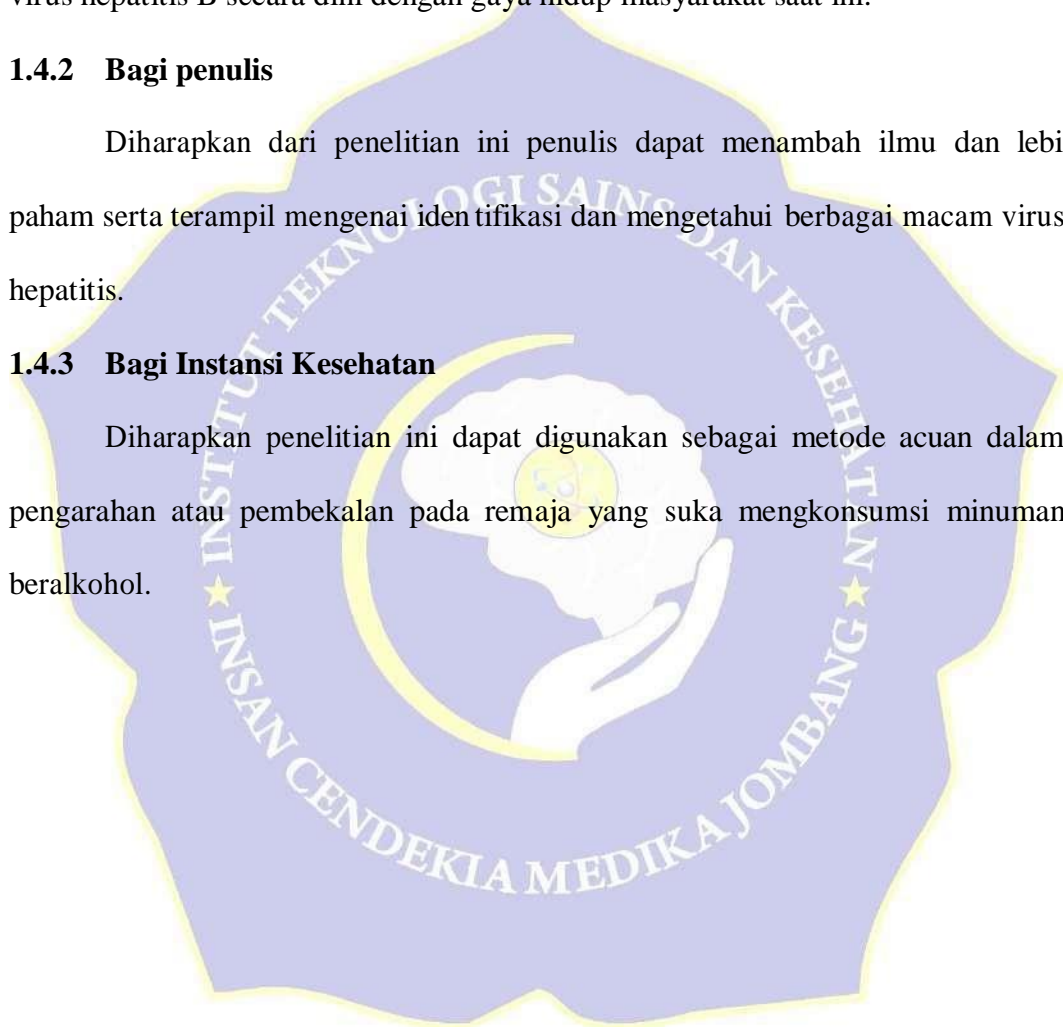 virus hepatitis B secara dini dengan gaya hidup masyarakat saat ini.
1.4.2 Bagi penulis
Diharapkan dari penelitian ini penulis dapat menambah ilmu dan lebi
paham serta terampil mengenai iden tifikasi dan mengetahui berbagai macam virus
hepatitis.
1.4.3 Bagi Instansi Kesehatan
Diharapkan penelitian ini dapat digunakan sebagai metode acuan dalam
pengarahan atau pembekalan pada remaja yang suka mengkonsumsi minuman
beralkohol.
INSTITUT TEKNOLOGI SAINS DAN KESEHATAN
INSAN CENDEKIA MEDIKA JOMBANG